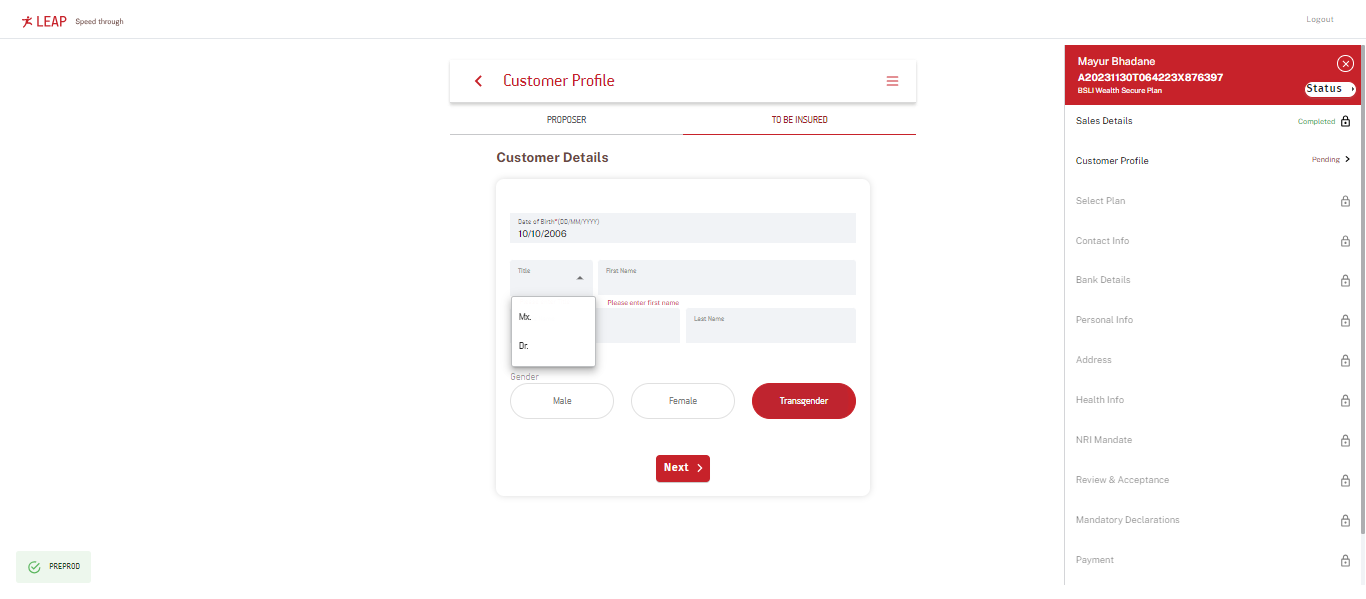 LEAP Speed through
Logout
Customer Profile
PROPOSER TO BE INSURED
Customer Details
Date of Birth*(DD/MM/YYYY)
10/10/2006
Title
First Name
Please enter first name
Mx.
Dr.
Last Name
Gender
Male Female Transgender
Next
PREPROD
Mayur Bhadane
A20231130T064223X876397
BSLI Wealth Secure Plan
Status
Sales Details Completed
Customer Profile Pending
Select Plan
Contact Info
Bank Details
Personal Info
Address
Health Info
NRI Mandate
Review & Acceptance
Mandatory Declarations
Payment